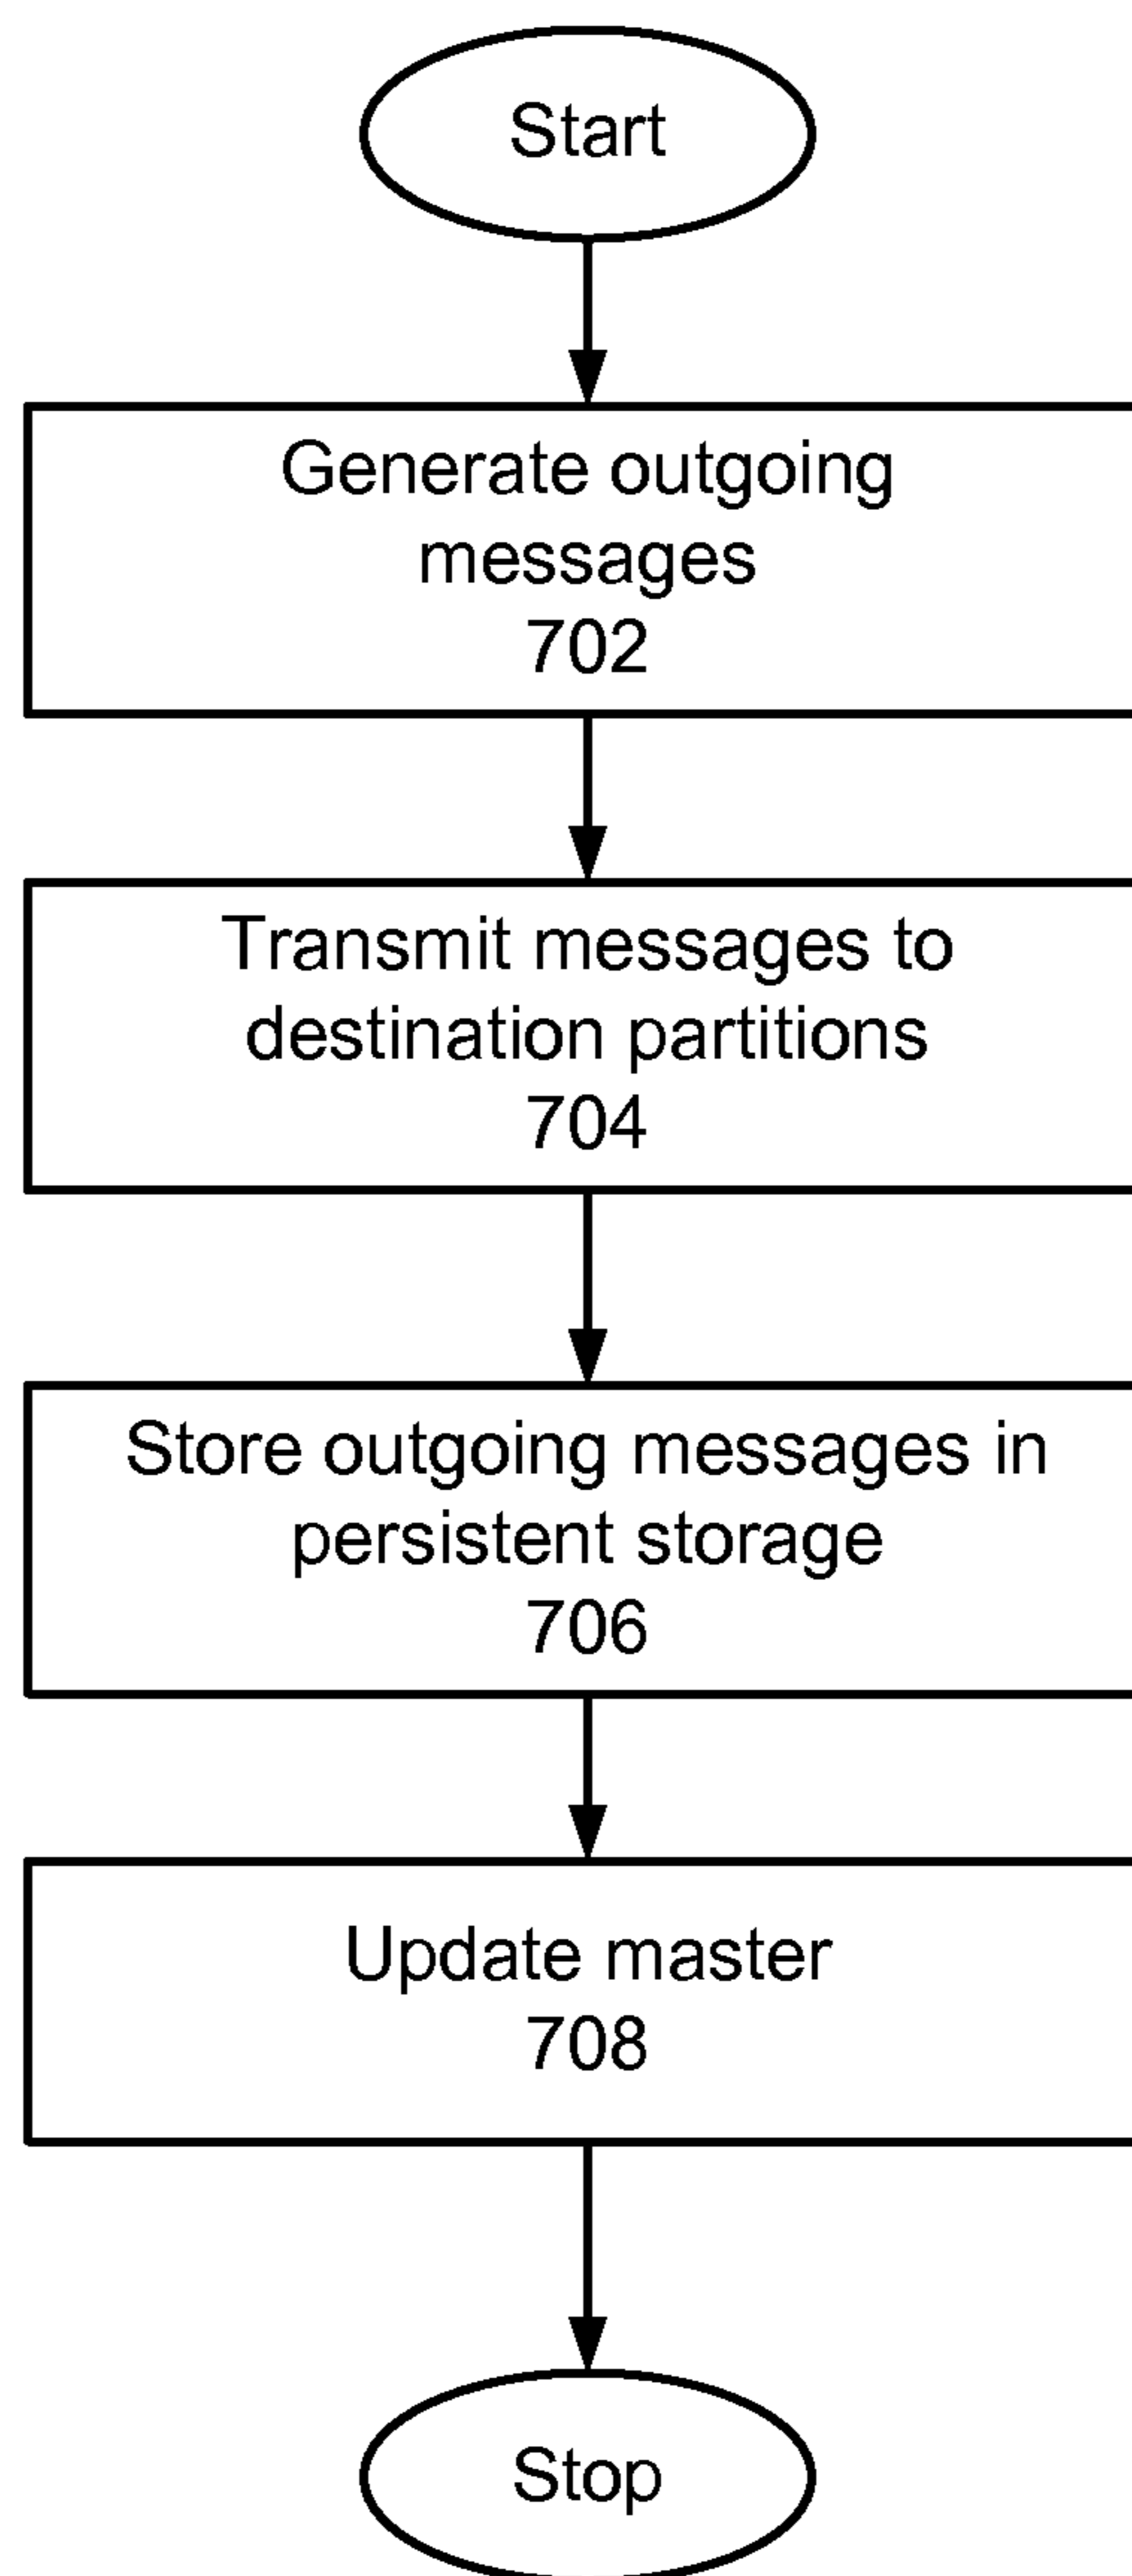 Start
Generate outgoing
messages
702
Transmit messages to
destination partitions
704
Store outgoing messages in
persistent storage
706
Update master
708
Stop